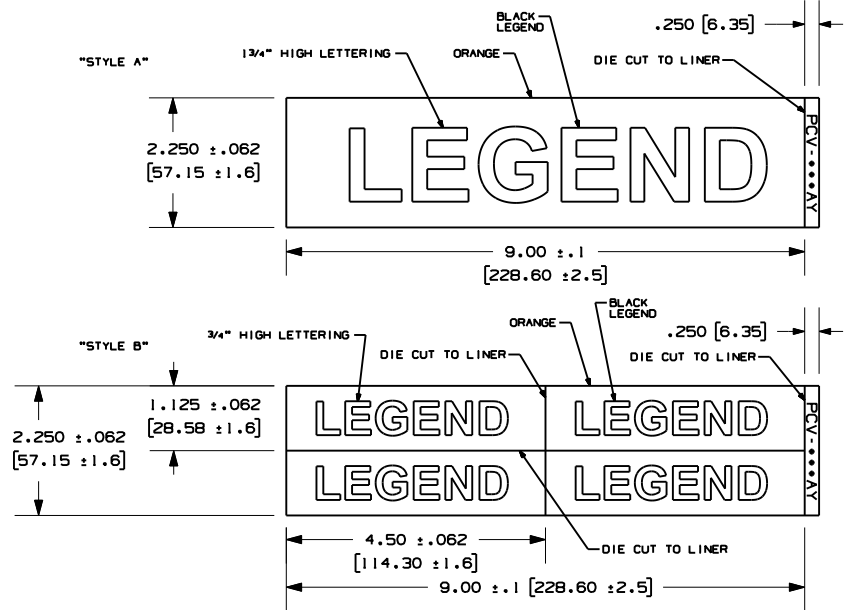 BLACK
LEGEND
.250 [6.35]
"STYLE A"
1 3/4" HIGH LETTERING
ORANGE
DIE CUT TO LINER
2.250 ±.062
[57.15 ±1.6]
LEGEND
PCV-••••AY
9.00 ±.1
[228.60 ±2.5]
BLACK
LEGEND
"STYLE B"
3/4" HIGH LETTERING
ORANGE
.250 [6.35]
DIE CUT TO LINER
DIE CUT TO LINER
1.125 ±.062
[28.58 ±1.6]
2.250 ±.062
[57.15 ±1.6]
LEGEND LEGEND
LEGEND LEGEND
PCV-••••AY
4.50 ±.062
[114.30 ±1.6]
DIE CUT TO LINER
9.00 ±.1 [228.60 ±2.5]